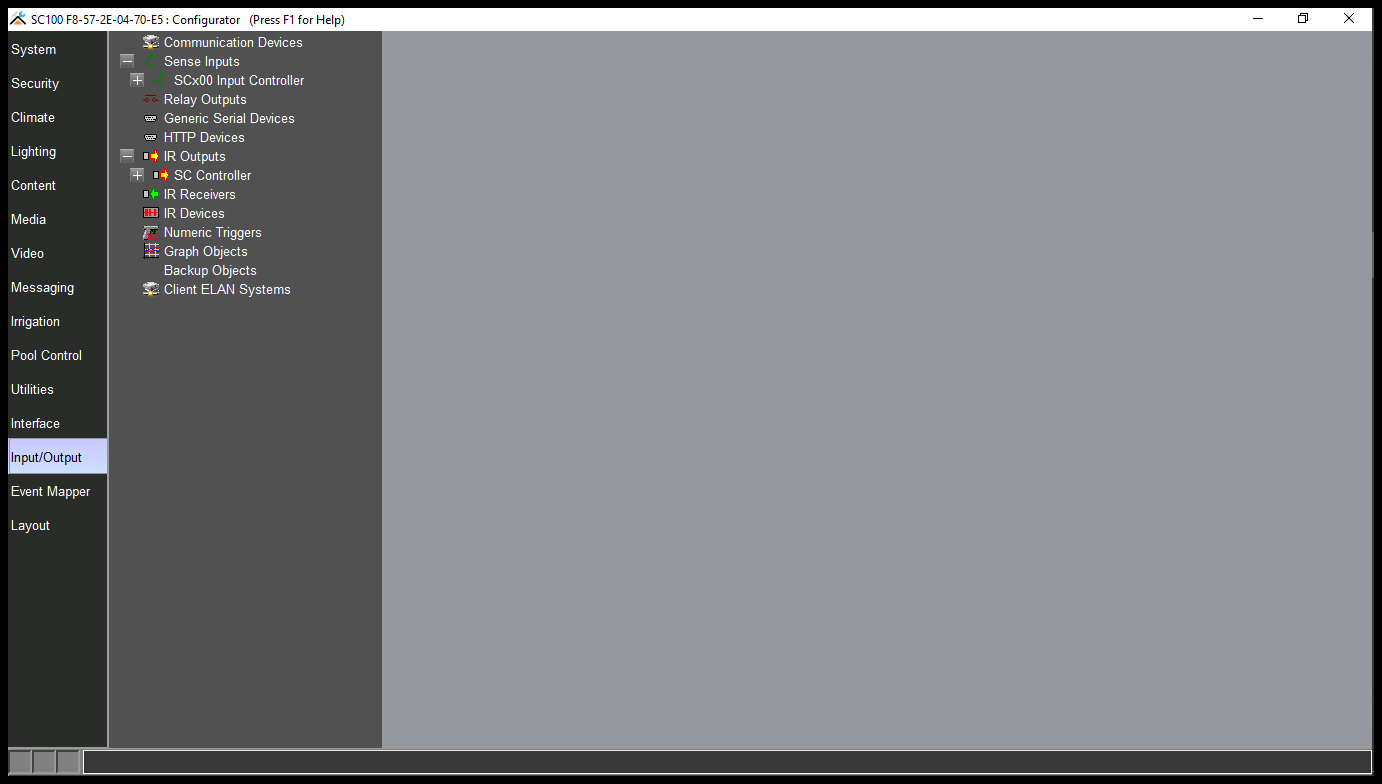 SC100 F8-57-2E-04-70-E5 : Configurator (Press F1 for Help)
System
Security
Climate
Lighting
Content
Media
Video
Messaging
Irrigation
Pool Control
Utilities
Interface
Input/Output
Event Mapper
Layout
Communication Devices
Sense Inputs
SCx00 Input Controller
Relay Outputs
Generic Serial Devices
HTTP Devices
IR Outputs
SC Controller
IR Receivers
IR Devices
Numeric Triggers
Graph Objects
Backup Objects
Client ELAN Systems